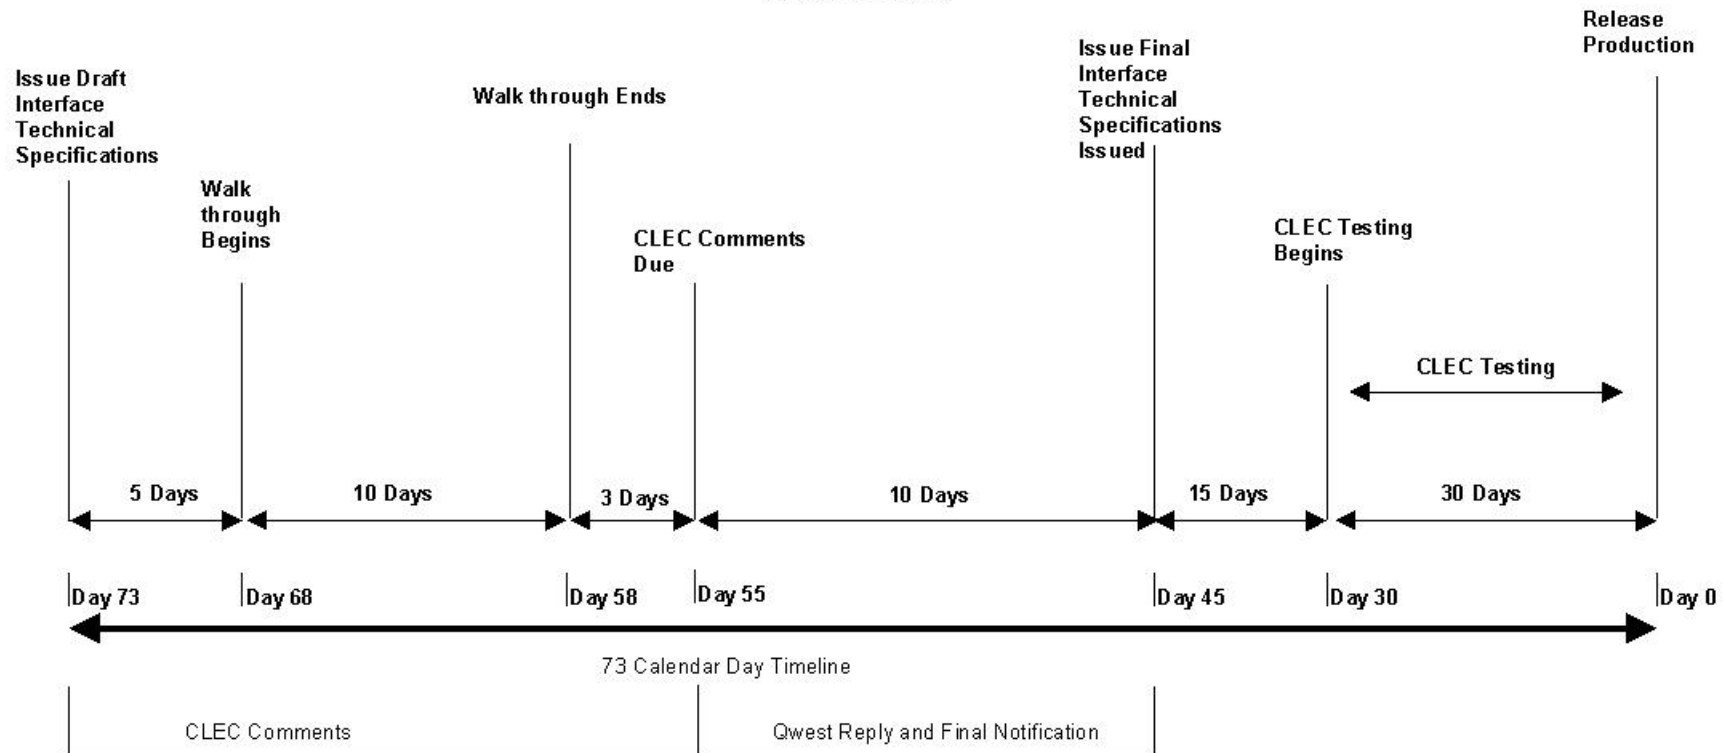 Release
Production
Issue Final
Interface
Technical
Specifications
Issued
Issue Draft
Interface
Technical
Specifications
Walk through Ends
Walk
through
Begins
CLEC Comments
Due
CLEC Testing
Begins
CLEC Testing
5 Days
10 Days
3 Days
10 Days
15 Days
30 Days
Day 73
Day 68
Day 58
Day 55
Day 45
Day 30
Day 0
73 Calendar Day Timeline
CLEC Comments
Qwest Reply and Final Notification